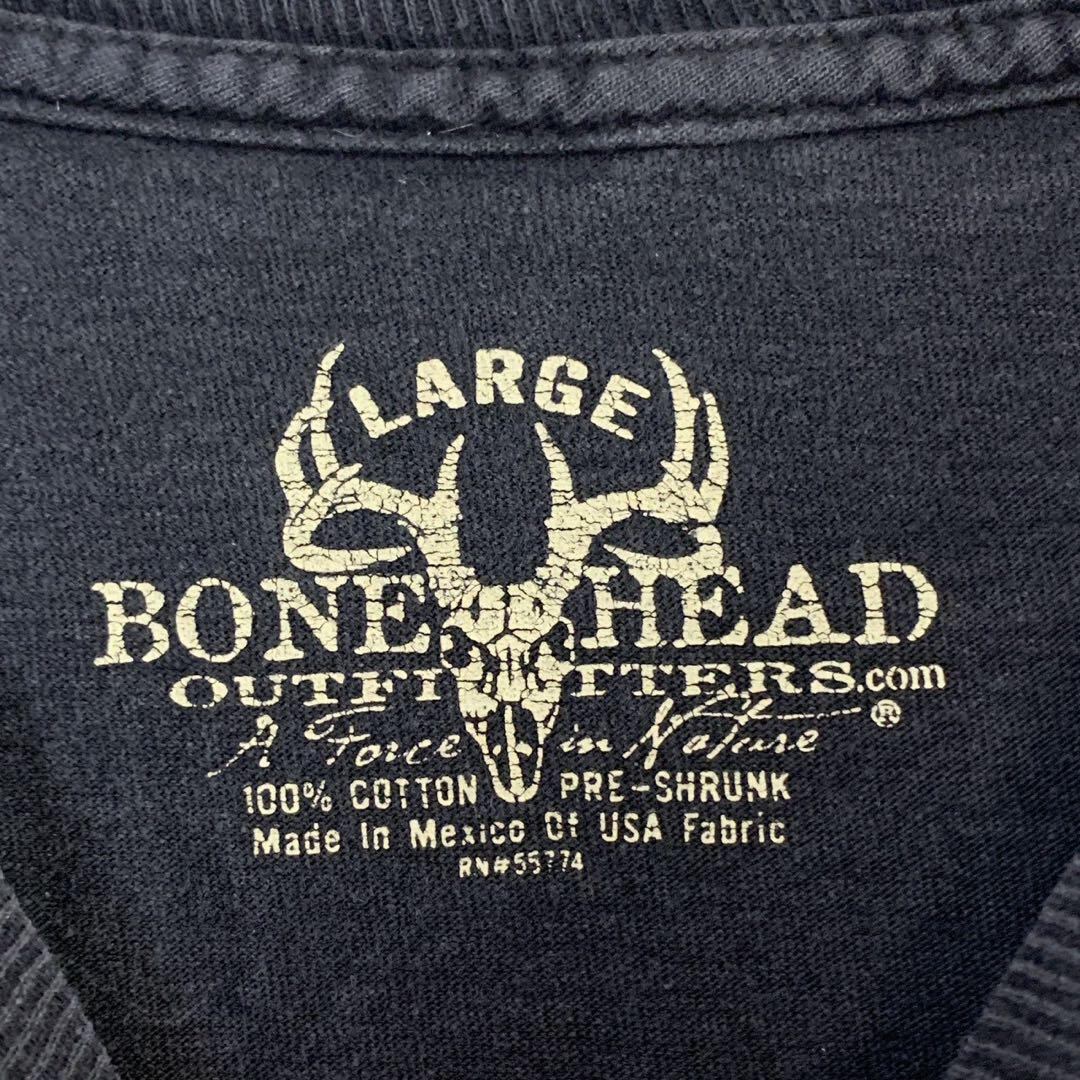 LARGE
BONE HEAD
OUTFITTERS.com
A Force in Nature ®
100% COTTON PRE-SHRUNK
Made In Mexico Of USA Fabric
RN#55774